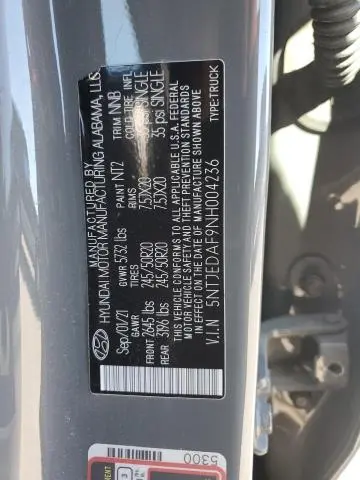 MANUFACTURED BY
HYUNDAI MOTOR MANUFACTURING ALABAMA, LLC.
Sep/01/21 GVWR 5732 lbs PAINT NT2 TRIM NNB
GAWR TIRES RIMS COLD TIRE INFL.
FRONT 2645 lbs 245/50R20 7.5JX20 35 psi SINGLE
REAR 3196 lbs 245/50R20 7.5JX20 35 psi SINGLE
THIS VEHICLE CONFORMS TO ALL APPLICABLE U.S.A. FEDERAL
MOTOR VEHICLE SAFETY AND THEFT PREVENTION STANDARDS
IN EFFECT ON THE DATE OF MANUFACTURE SHOWN ABOVE.
V.I.N 5NTJEDAF9NH004236 TYPE:TRUCK
5300
3